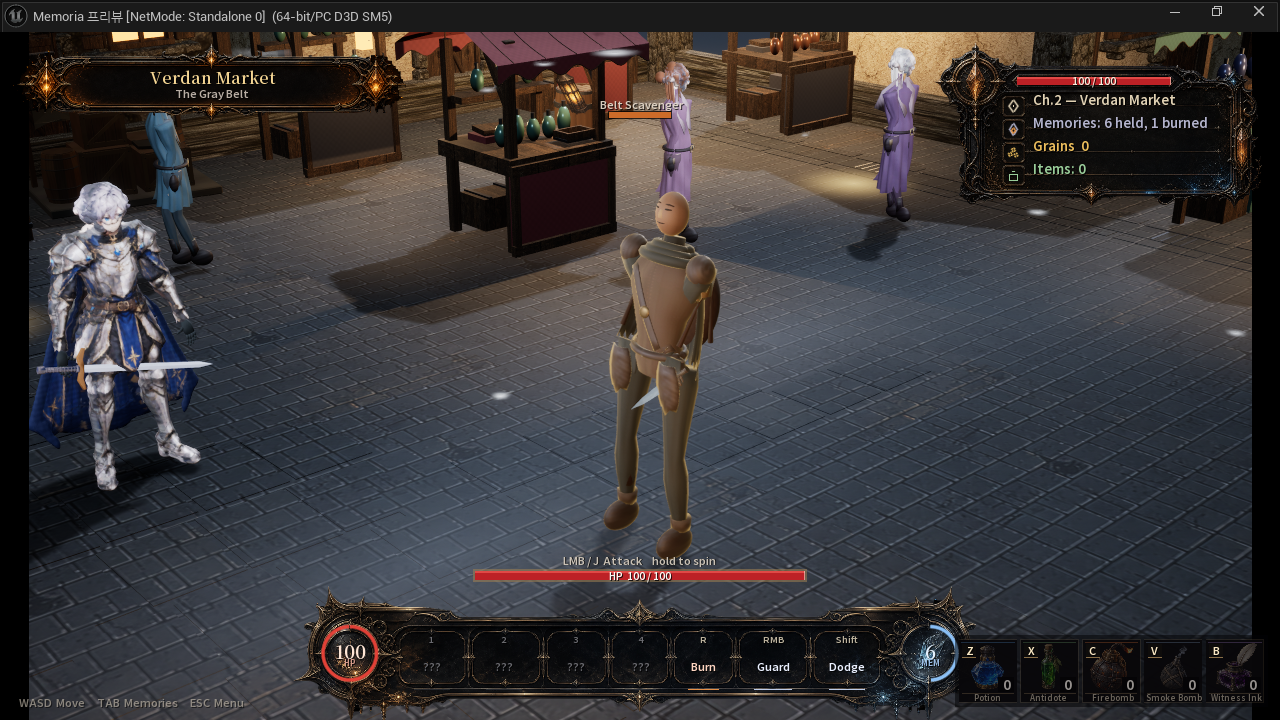 Memoria 프리뷰 [NetMode: Standalone 0] (64-bit/PC D3D SM5)
Verdan Market
The Gray Belt
100 / 100
Ch.2 — Verdan Market
Memories: 6 held, 1 burned
Grains 0
Items: 0
Belt Scavenger
LMB / J Attack hold to spin
HP 100 / 100
100
HP
1
???
2
???
3
???
4
???
R
Burn
RMB
Guard
Shift
Dodge
6
MEM
Z
0
Potion
X
0
Antidote
C
0
Firebomb
V
0
Smoke Bomb
B
0
Witness Ink
WASD Move TAB Memories ESC Menu